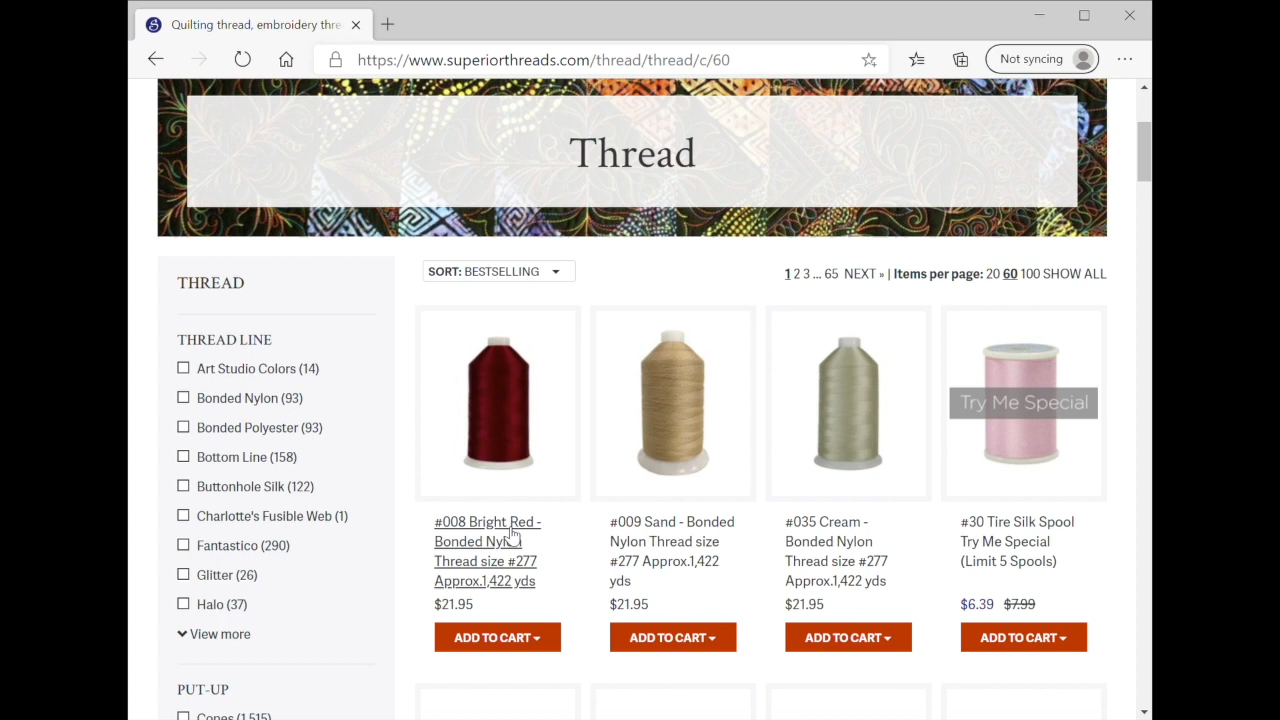 Quilting thread, embroidery thre
https://www.superiorthreads.com/thread/thread/c/60
Not syncing
Thread
THREAD
THREAD LINE
Art Studio Colors (14)
Bonded Nylon (93)
Bonded Polyester (93)
Bottom Line (158)
Buttonhole Silk (122)
Charlotte's Fusible Web (1)
Fantastico (290)
Glitter (26)
Halo (37)
View more
PUT-UP
Cones (1,515)
SORT: BESTSELLING
1 2 3 ... 65 NEXT » | Items per page: 20 60 100 SHOW ALL
#008 Bright Red -
Bonded Nylon
Thread size #277
Approx.1,422 yds
$21.95
ADD TO CART
#009 Sand - Bonded
Nylon Thread size
#277 Approx.1,422
yds
$21.95
ADD TO CART
#035 Cream -
Bonded Nylon
Thread size #277
Approx.1,422 yds
$21.95
ADD TO CART
Try Me Special
#30 Tire Silk Spool
Try Me Special
(Limit 5 Spools)
$6.39 $7.99
ADD TO CART